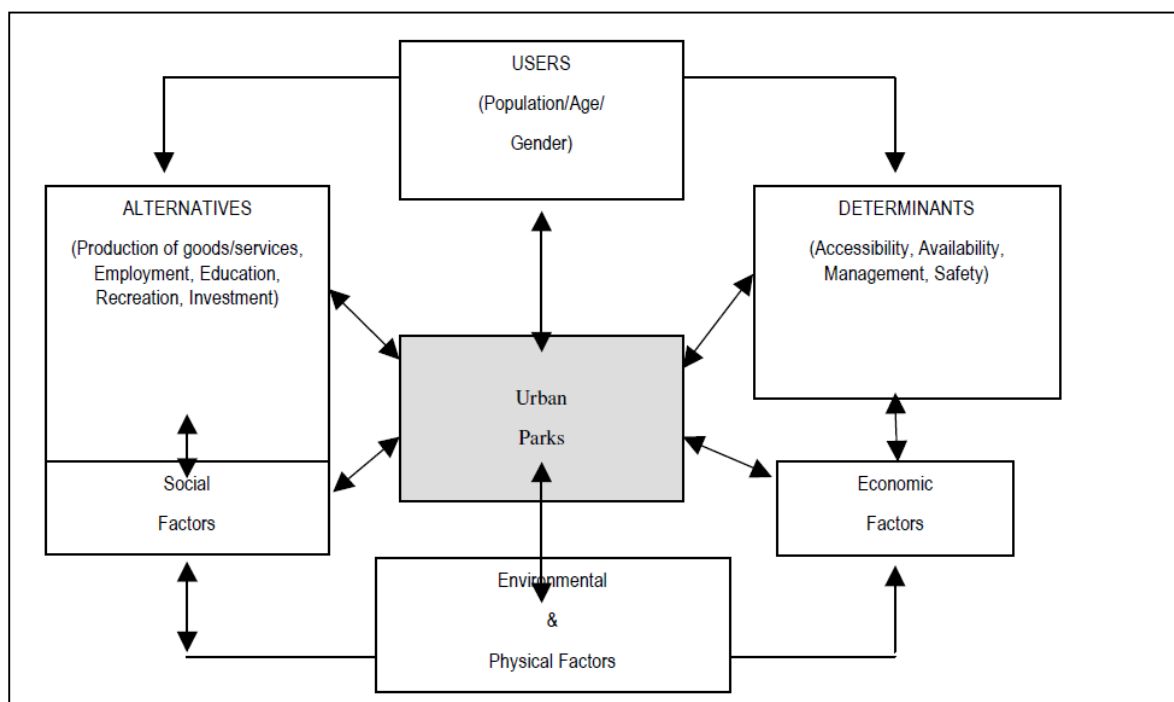 USERS
(Population/Age/
Gender)
ALTERNATIVES
(Production of goods/services,
Employment, Education,
Recreation, Investment)
DETERMINANTS
(Accessibility, Availability,
Management, Safety)
Urban
Parks
Social
Factors
Economic
Factors
Environmental
&
Physical Factors